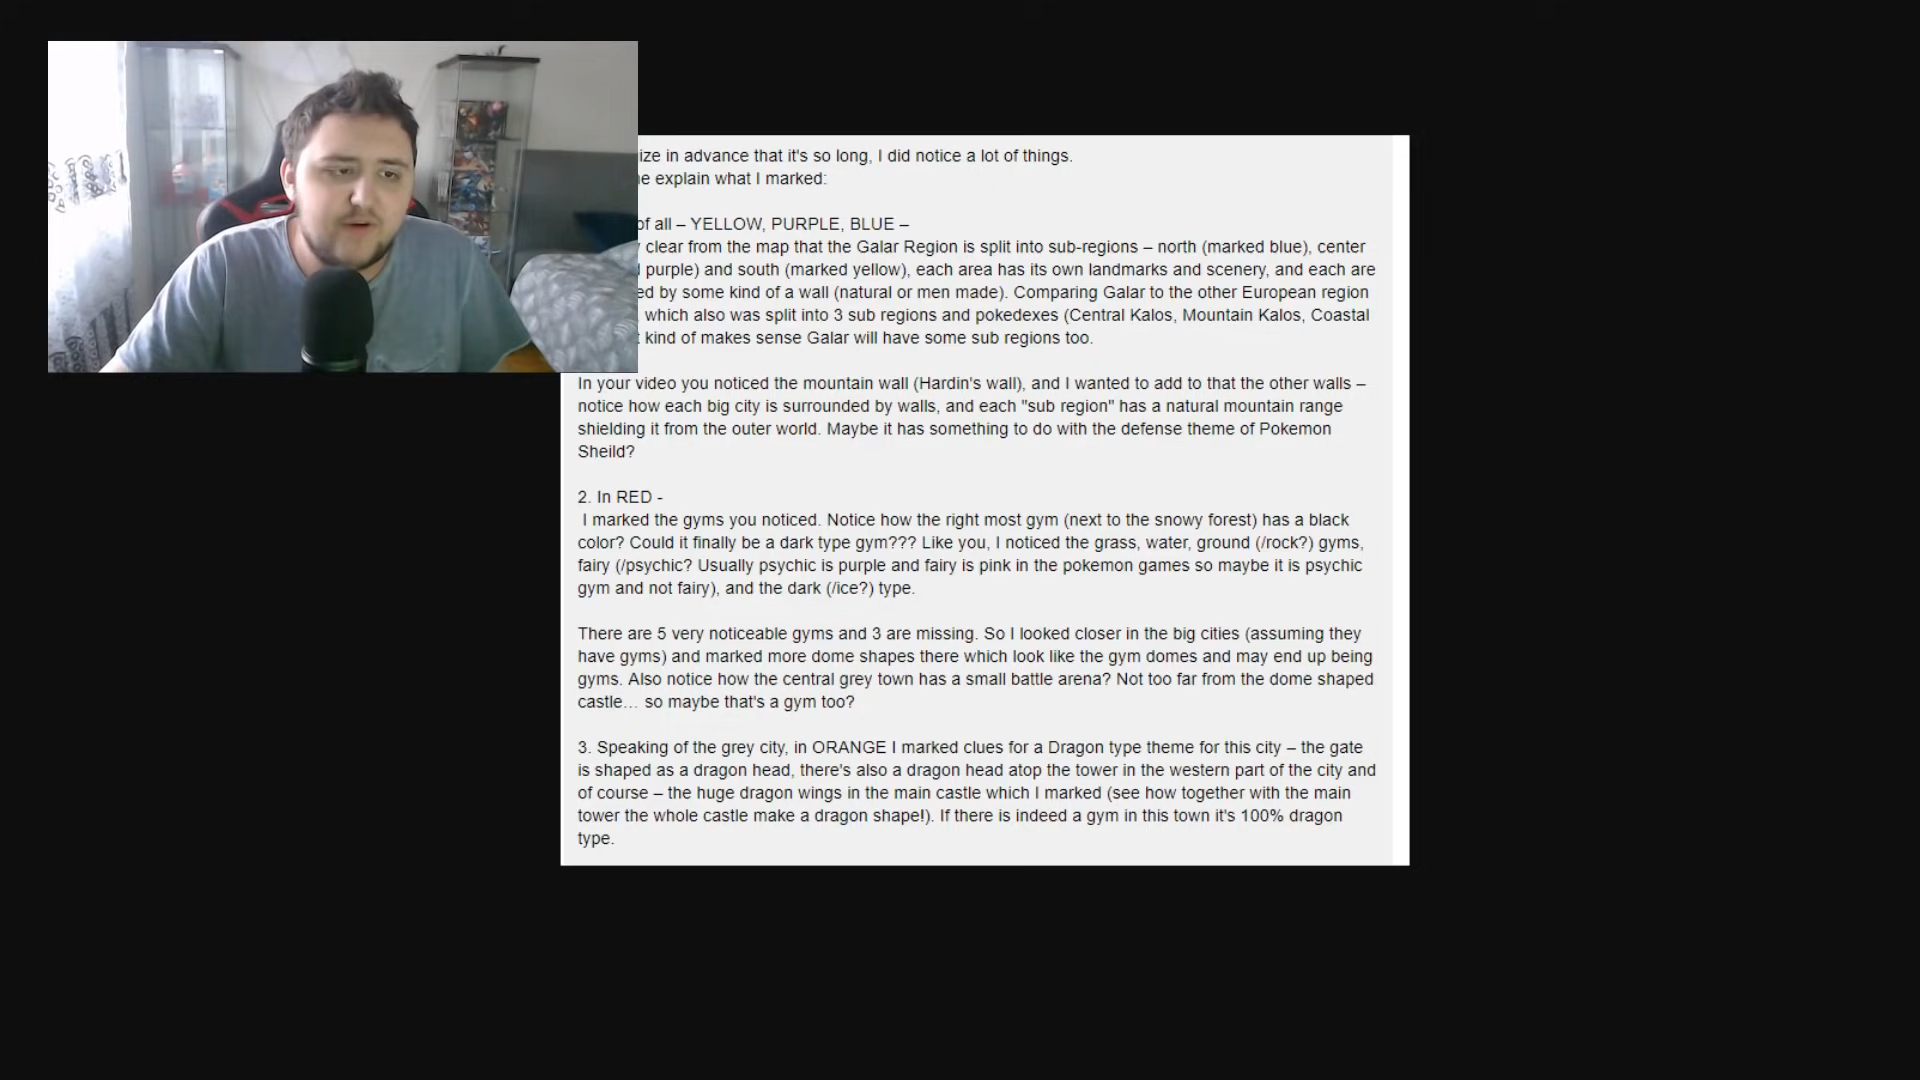 in advance that it's so long, I did notice a lot of things.
explain what I marked:
all – YELLOW, PURPLE, BLUE –
clear from the map that the Galar Region is split into sub-regions – north (marked blue), center
purple) and south (marked yellow), each area has its own landmarks and scenery, and each are
by some kind of a wall (natural or men made). Comparing Galar to the other European region
which also was split into 3 sub regions and pokedexes (Central Kalos, Mountain Kalos, Coastal
kind of makes sense Galar will have some sub regions too.
In your video you noticed the mountain wall (Hardin's wall), and I wanted to add to that the other walls –
notice how each big city is surrounded by walls, and each "sub region" has a natural mountain range
shielding it from the outer world. Maybe it has something to do with the defense theme of Pokemon
Sheild?
2. In RED -
I marked the gyms you noticed. Notice how the right most gym (next to the snowy forest) has a black
color? Could it finally be a dark type gym??? Like you, I noticed the grass, water, ground (/rock?) gyms,
fairy (/psychic? Usually psychic is purple and fairy is pink in the pokemon games so maybe it is psychic
gym and not fairy), and the dark (/ice?) type.
There are 5 very noticeable gyms and 3 are missing. So I looked closer in the big cities (assuming they
have gyms) and marked more dome shapes there which look like the gym domes and may end up being
gyms. Also notice how the central grey town has a small battle arena? Not too far from the dome shaped
castle… so maybe that's a gym too?
3. Speaking of the grey city, in ORANGE I marked clues for a Dragon type theme for this city – the gate
is shaped as a dragon head, there's also a dragon head atop the tower in the western part of the city and
of course – the huge dragon wings in the main castle which I marked (see how together with the main
tower the whole castle make a dragon shape!). If there is indeed a gym in this town it's 100% dragon
type.